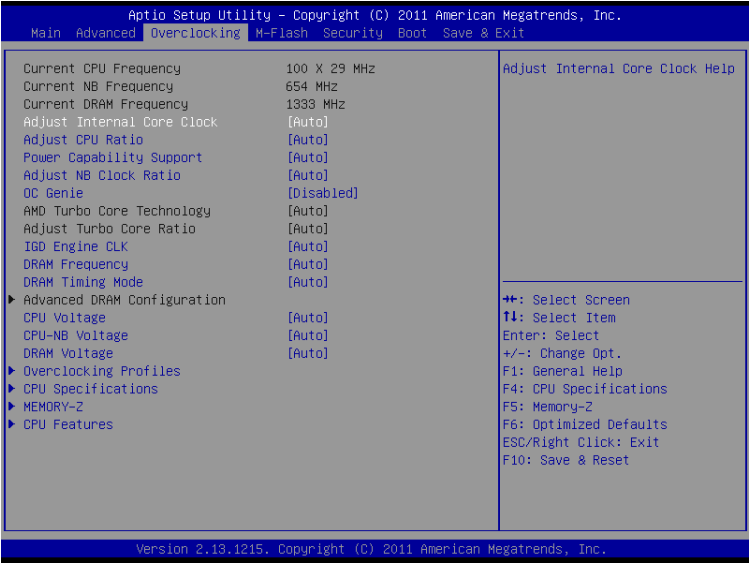 Aptio Setup Utility – Copyright (C) 2011 American Megatrends, Inc.
Main Advanced Overclocking M-Flash Security Boot Save & Exit
Current CPU Frequency 100 X 29 MHz
Current NB Frequency 654 MHz
Current DRAM Frequency 1333 MHz
Adjust Internal Core Clock [Auto]
Adjust CPU Ratio [Auto]
Power Capability Support [Auto]
Adjust NB Clock Ratio [Auto]
OC Genie [Disabled]
AMD Turbo Core Technology [Auto]
Adjust Turbo Core Ratio [Auto]
IGD Engine CLK [Auto]
DRAM Frequency [Auto]
DRAM Timing Mode [Auto]
Advanced DRAM Configuration
CPU Voltage [Auto]
CPU-NB Voltage [Auto]
DRAM Voltage [Auto]
Overclocking Profiles
CPU Specifications
MEMORY-Z
CPU Features
Adjust Internal Core Clock Help
→←: Select Screen
↑↓: Select Item
Enter: Select
+/-: Change Opt.
F1: General Help
F4: CPU Specifications
F5: Memory-Z
F6: Optimized Defaults
ESC/Right Click: Exit
F10: Save & Reset
Version 2.13.1215. Copyright (C) 2011 American Megatrends, Inc.